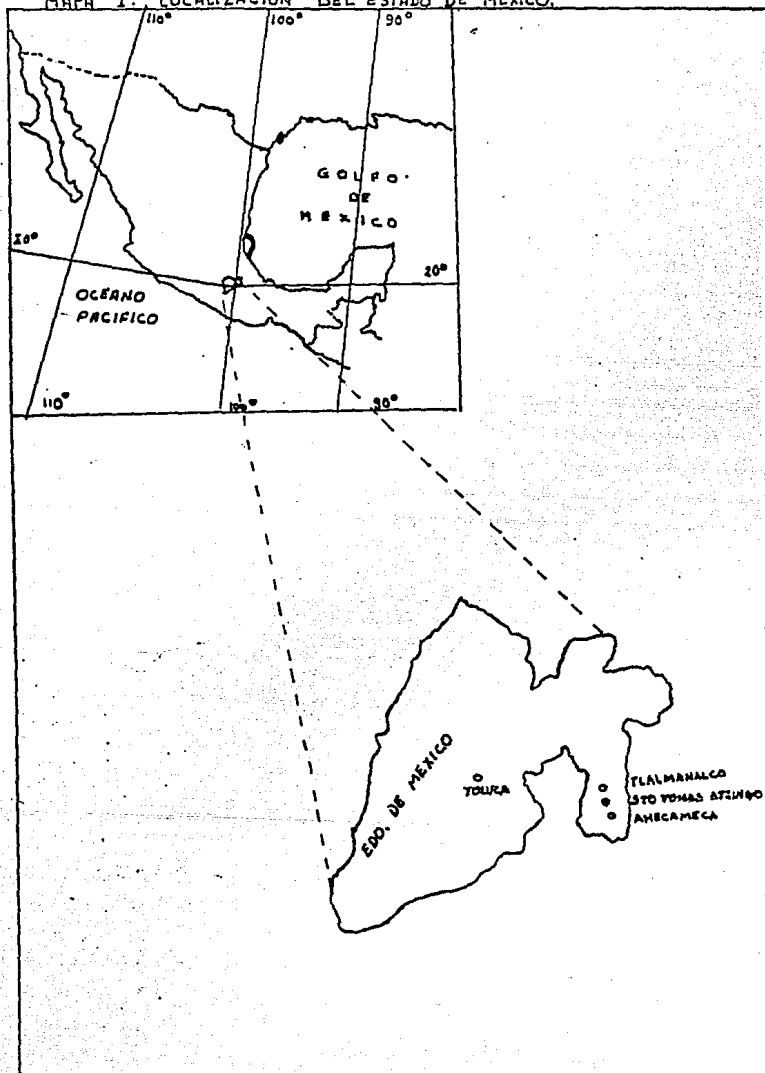 MAPA 1.. LOCALIZACION DEL ESTADO DE MEXICO.
110° 100° 90°
GOLFO
DE
MEXICO
20° 20°
OCEANO
PACIFICO
110° 100° 90°
EDO. DE MEXICO
TOLUCA
TLALMANALCO
STO TOMAS ATZINGO
AMECAMECA